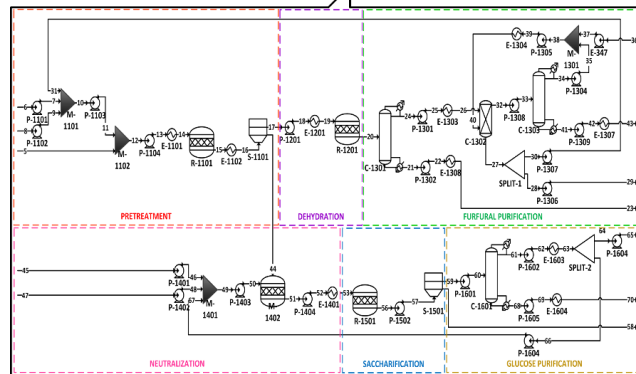 E-1304
39
P-1305
38
37
M-1301
E-347
36
35
31
6
7
P-1101
8
9
P-1102
5
M-1101
10
P-1103
11
M-1102
12
P-1104
13
E-1101
14
R-1101
15
E-1102
16
S-1101
17
P-1201
18
E-1201
19
R-1201
20
C-1301
24
P-1301
25
E-1303
26
40
C-1302
32
P-1308
33
C-1303
34
P-1304
41
P-1309
42
E-1307
43
21
P-1302
22
E-1308
27
SPLIT-1
30
P-1307
28
P-1306
29
23
PRETREATMENT
DEHYDRATION
FURFURAL PURIFICATION
44
45
47
P-1401
46
48
P-1402
67
M-1401
49
P-1403
50
M-1402
51
P-1404
52
E-1401
53
R-1501
56
P-1502
57
S-1501
59
P-1601
60
C-1601
61
P-1602
62
E-1603
63
SPLIT-2
64
P-1604
65
68
P-1605
69
E-1604
70
58
66
P-1604
NEUTRALIZATION
SACCHARIFICATION
GLUCOSE PURIFICATION